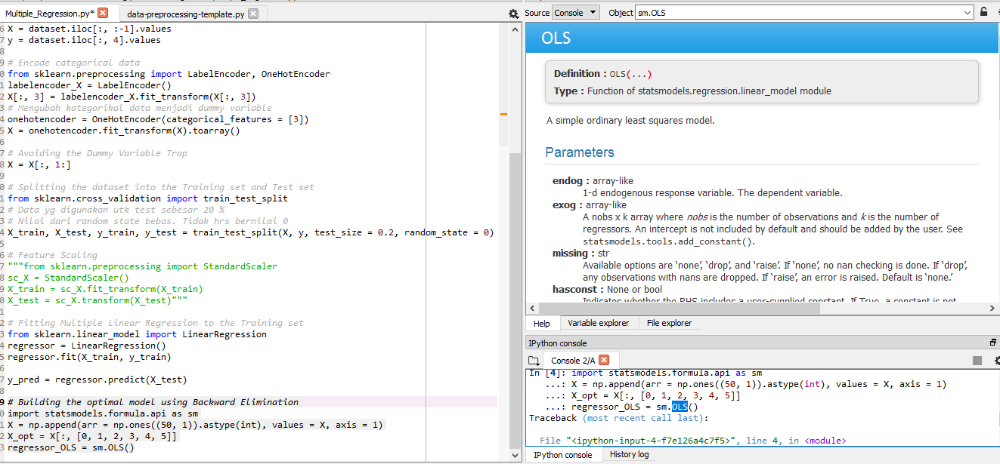 Multiple_Regression.py*
data-preprocessing-template.py
6 X = dataset.iloc[:, :-1].values
7 y = dataset.iloc[:, 4].values
8
9 # Encode categorical data
0 from sklearn.preprocessing import LabelEncoder, OneHotEncoder
1 labelencoder_X = LabelEncoder()
2 X[:, 3] = labelencoder_X.fit_transform(X[:, 3])
3 # Mengubah kategorikal data menjadi dummy variable
4 onehotencoder = OneHotEncoder(categorical_features = [3])
5 X = onehotencoder.fit_transform(X).toarray()
6
7 # Avoiding the Dummy Variable Trap
8 X = X[:, 1:]
9
0 # Splitting the dataset into the Training set and Test set
1 from sklearn.cross_validation import train_test_split
2 # Data yg digunakan utk test sebesar 20 %
3 # Nilai dari random state bebas. Tidak hrs bernilai 0
4 X_train, X_test, y_train, y_test = train_test_split(X, y, test_size = 0.2, random_state = 0)
5
6 # Feature Scaling
7 """from sklearn.preprocessing import StandardScaler
8 sc_X = StandardScaler()
9 X_train = sc_X.fit_transform(X_train)
0 X_test = sc_X.transform(X_test)"""
1
2 # Fitting Multiple Linear Regression to the Training set
3 from sklearn.linear_model import LinearRegression
4 regressor = LinearRegression()
5 regressor.fit(X_train, y_train)
6
7 y_pred = regressor.predict(X_test)
8
9 # Building the optimal model using Backward Elimination
0 import statsmodels.formula.api as sm
1 X = np.append(arr = np.ones((50, 1)).astype(int), values = X, axis = 1)
2 X_opt = X[:, [0, 1, 2, 3, 4, 5]]
3 regressor_OLS = sm.OLS()
Source Console Object sm.OLS
OLS
Definition : OLS(...)
Type : Function of statsmodels.regression.linear_model module
A simple ordinary least squares model.
Parameters
endog : array-like
1-d endogenous response variable. The dependent variable.
exog : array-like
A nobs x k array where nobs is the number of observations and k is the number of
regressors. An intercept is not included by default and should be added by the user. See
statsmodels.tools.add_constant().
missing : str
Available options are ‘none’, ‘drop’, and ‘raise’. If ‘none’, no nan checking is done. If ‘drop’,
any observations with nans are dropped. If ‘raise’, an error is raised. Default is ‘none.’
hasconst : None or bool
Indicates whether the RHS includes a user-supplied constant. If True, a constant is not
Help Variable explorer File explorer
IPython console
Console 2/A
In [4]: import statsmodels.formula.api as sm
...: X = np.append(arr = np.ones((50, 1)).astype(int), values = X, axis = 1)
...: X_opt = X[:, [0, 1, 2, 3, 4, 5]]
...: regressor_OLS = sm.OLS()
Traceback (most recent call last):
File "<ipython-input-4-f7e126a4c7f5>", line 4, in <module>
IPython console History log